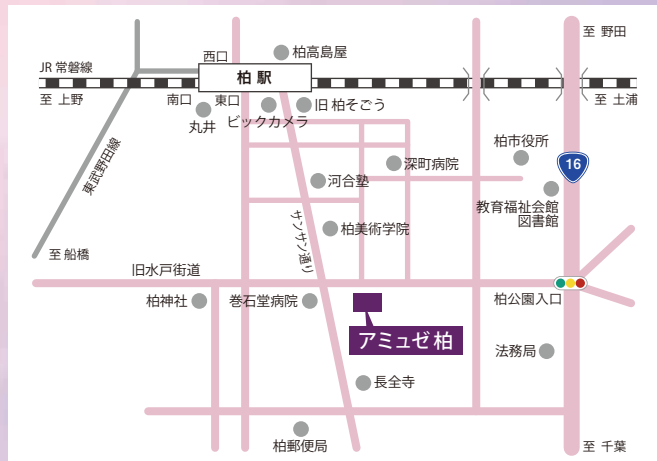 至 野田
西口
柏高島屋
JR 常磐線
柏 駅
至 上野
南口
東口
至 土浦
丸井
ビックカメラ
旧 柏そごう
柏市役所
16
深町病院
東武野田線
河合塾
教育福祉会館
図書館
サンサン通り
柏美術学院
至 船橋
旧水戸街道
柏神社
巻石堂病院
柏公園入口
アミュゼ柏
法務局
長全寺
柏郵便局
至 千葉